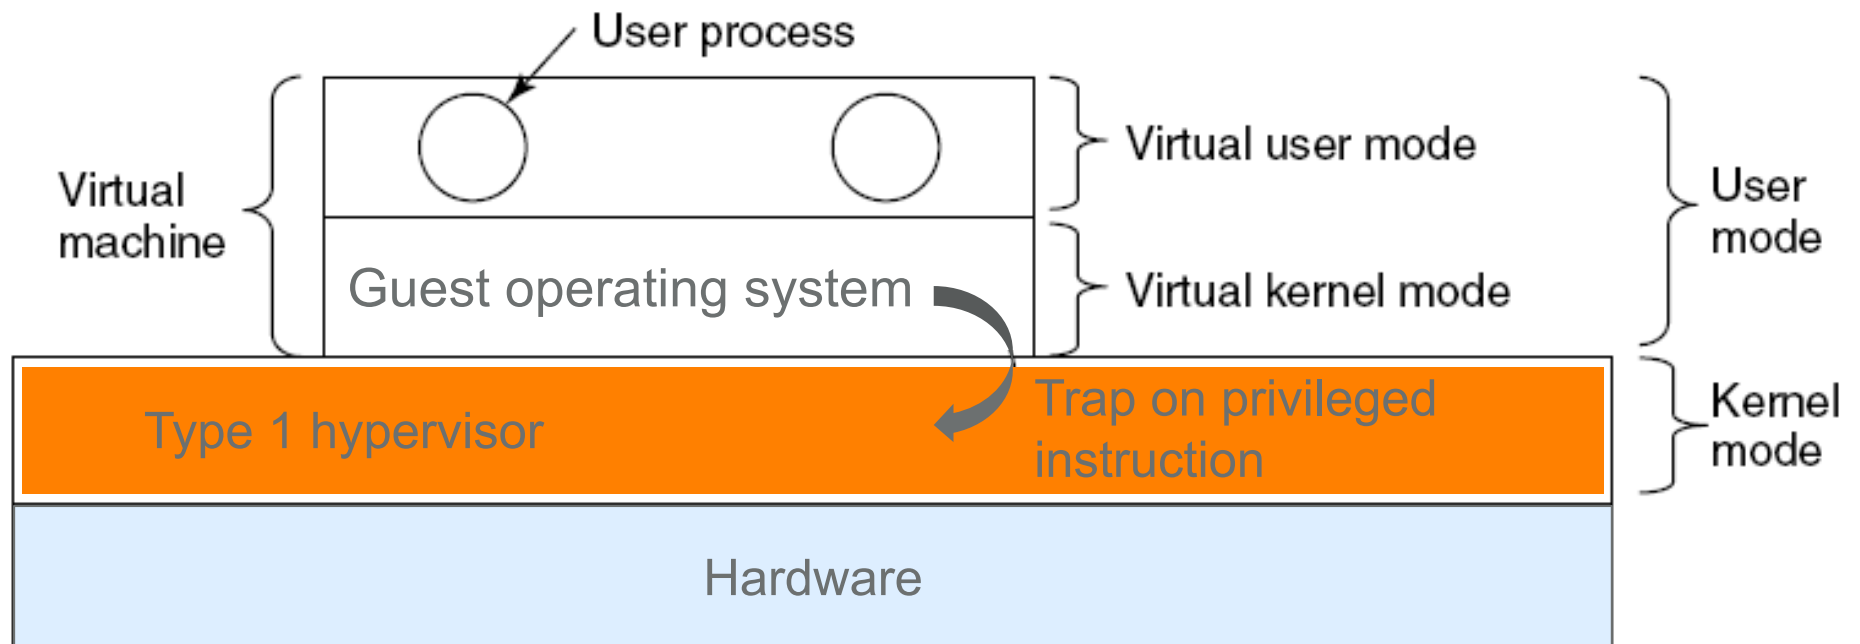 User process
Virtual user mode
Virtual
machine
User
mode
Guest operating system
Virtual kernel mode
Type 1 hypervisor
Trap on privileged
instruction
Kernel
mode
Hardware